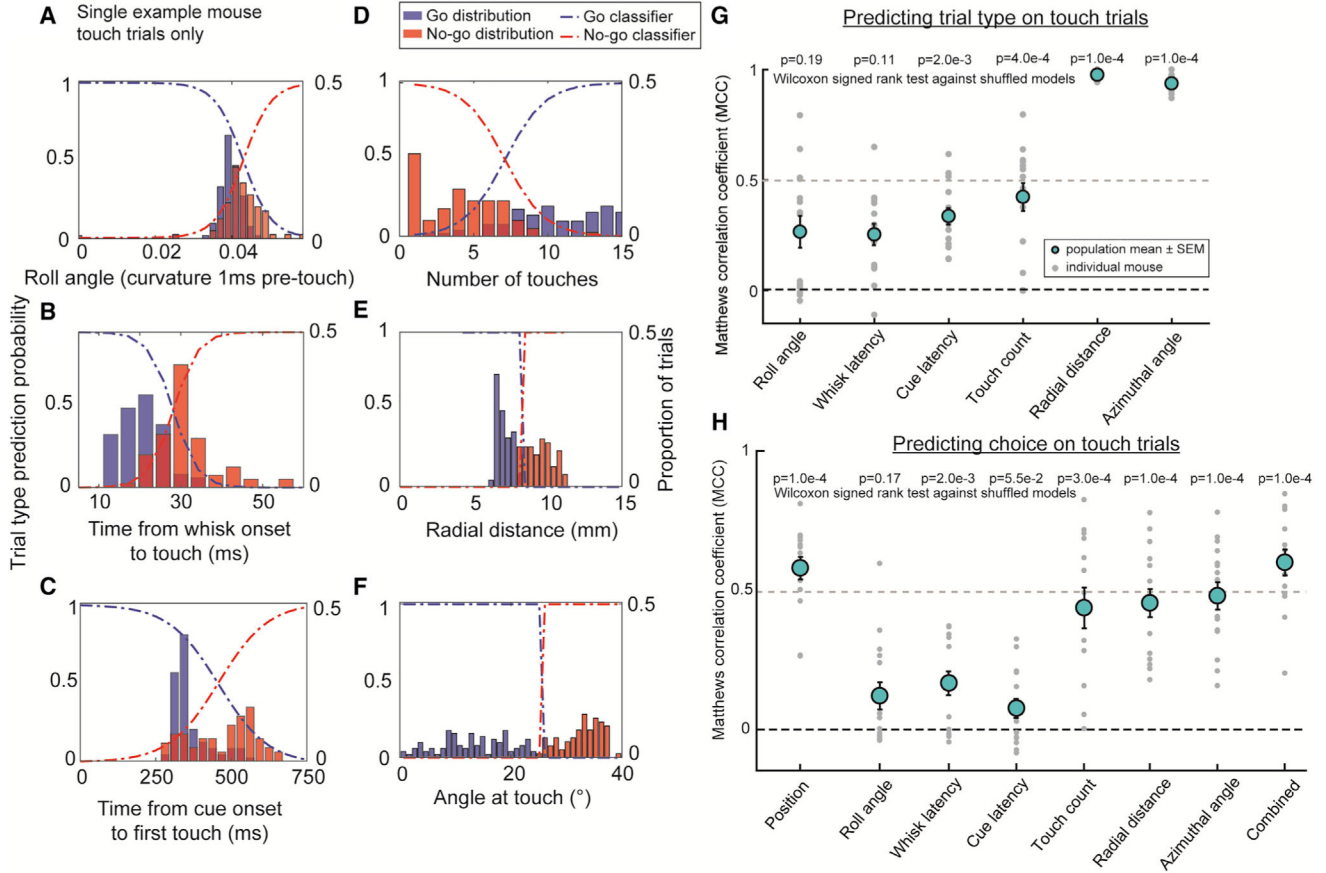 A
Single example mouse
touch trials only
1
0.5
0.5
0
0
0.04
Roll angle (curvature 1ms pre-touch)
B
1
0.5
0.5
0
0
10
30
50
Time from whisk onset
to touch (ms)
C
1
0.5
0.5
0
0
0
250
500
750
Time from cue onset
to first touch (ms)
Trial type prediction probability
D
Go distribution
Go classifier
No-go distribution
No-go classifier
1
0.5
0.5
0
0
0
5
10
15
Number of touches
E
1
0.5
0.5
0
0
0
5
10
15
Radial distance (mm)
F
1
0.5
0.5
0
0
0
20
40
Angle at touch (°)
Proportion of trials
G
Predicting trial type on touch trials
p=0.19 p=0.11 p=2.0e-3 p=4.0e-4 p=1.0e-4 p=1.0e-4
Wilcoxon signed rank test against shuffled models
1
0.5
0
Matthews correlation coefficient (MCC)
population mean ± SEM
individual mouse
Roll angle
Whisk latency
Cue latency
Touch count
Radial distance
Azimuthal angle
H
Predicting choice on touch trials
p=1.0e-4 p=0.17 p=2.0e-3 p=5.5e-2 p=3.0e-4 p=1.0e-4 p=1.0e-4 p=1.0e-4
Wilcoxon signed rank test against shuffled models
1
0.5
0
Matthews correlation coefficient (MCC)
Position
Roll angle
Whisk latency
Cue latency
Touch count
Radial distance
Azimuthal angle
Combined